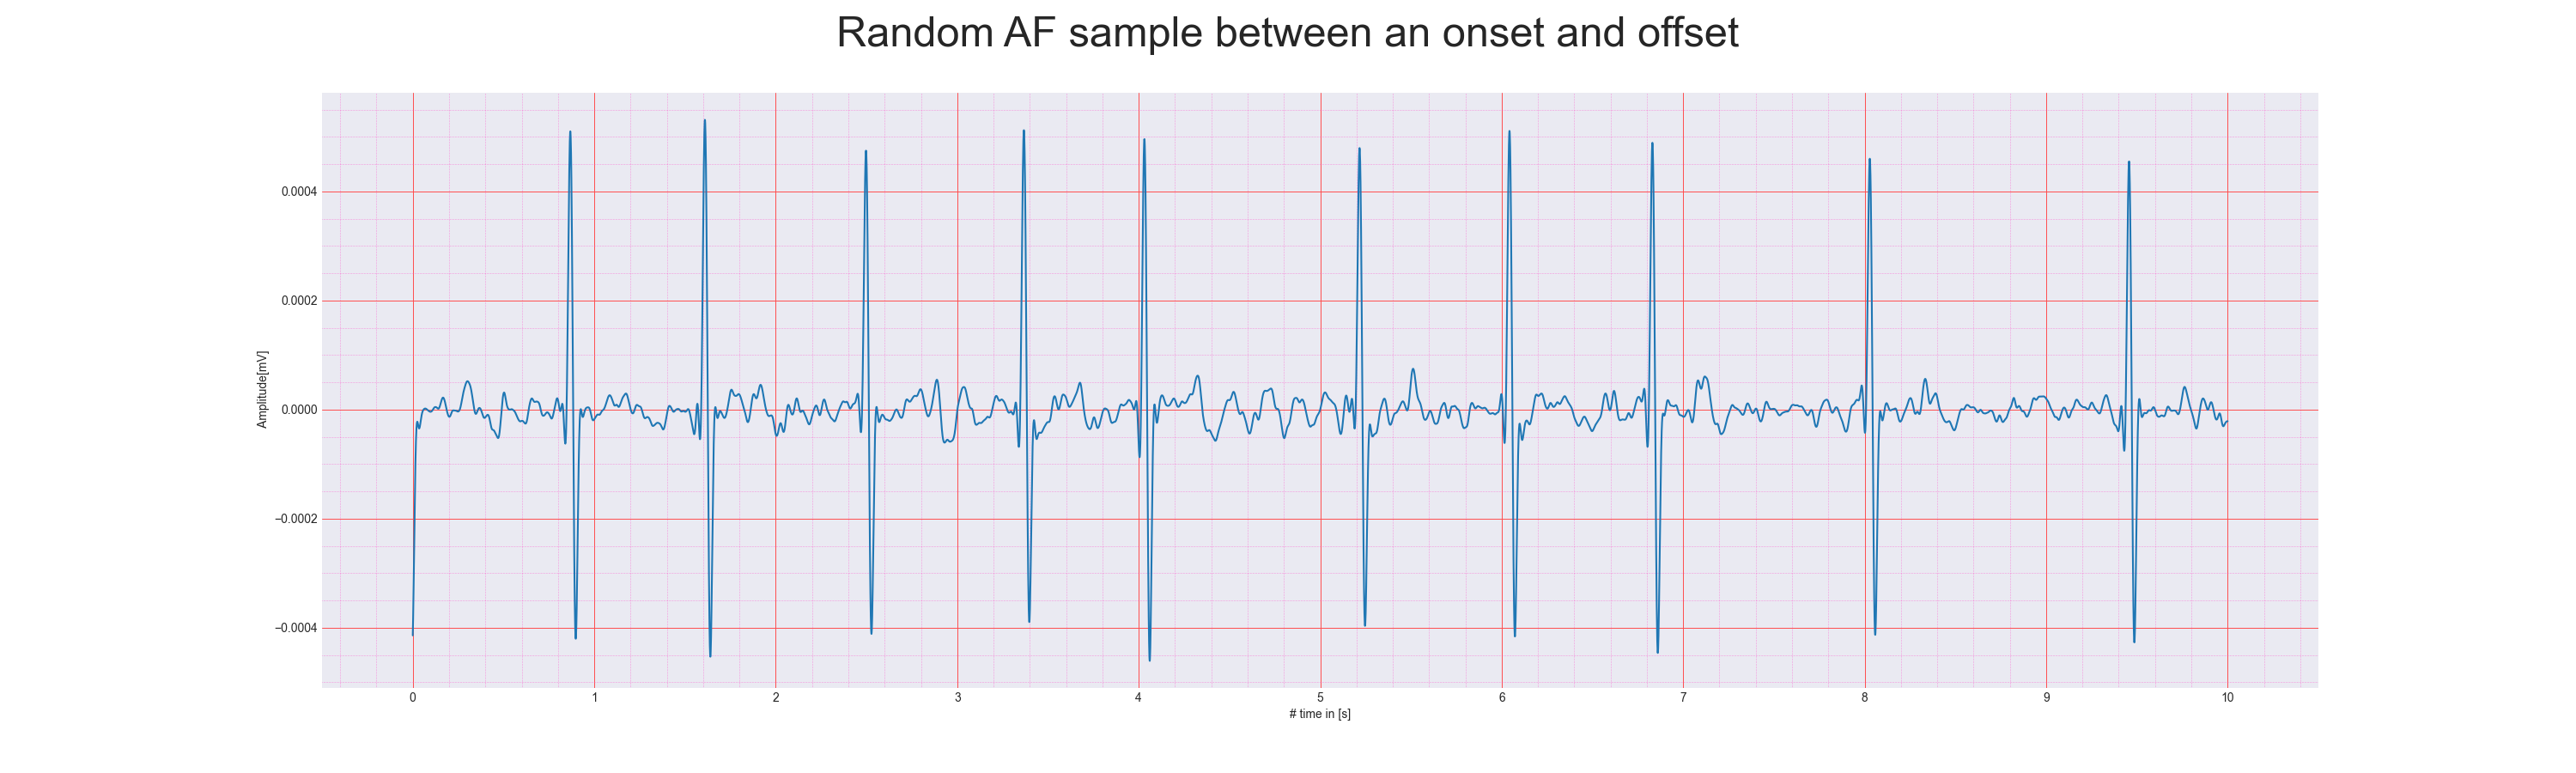 Random AF sample between an onset and offset
Amplitude[mV]
0.0004
0.0002
0.0000
−0.0002
−0.0004
0 1 2 3 4 5 6 7 8 9 10
# time in [s]